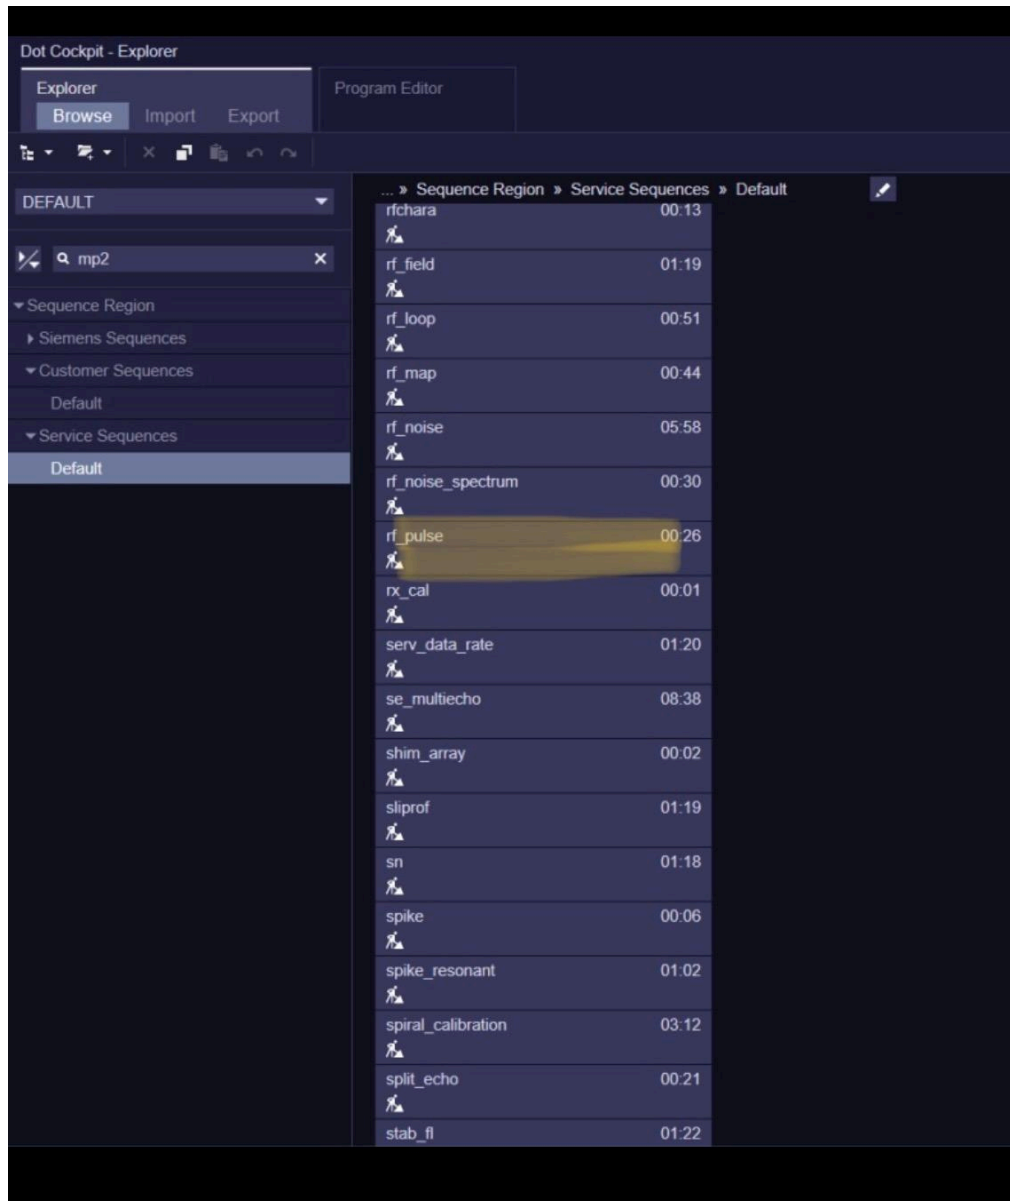 Dot Cockpit - Explorer
Explorer
Program Editor
Browse
Import
Export
DEFAULT
mp2
Sequence Region
Siemens Sequences
Customer Sequences
Default
Service Sequences
Default
... » Sequence Region » Service Sequences » Default
rfchara 00:13
rf_field 01:19
rf_loop 00:51
rf_map 00:44
rf_noise 05:58
rf_noise_spectrum 00:30
rf_pulse 00:26
rx_cal 00:01
serv_data_rate 01:20
se_multiecho 08:38
shim_array 00:02
sliprof 01:19
sn 01:18
spike 00:06
spike_resonant 01:02
spiral_calibration 03:12
split_echo 00:21
stab_fl 01:22